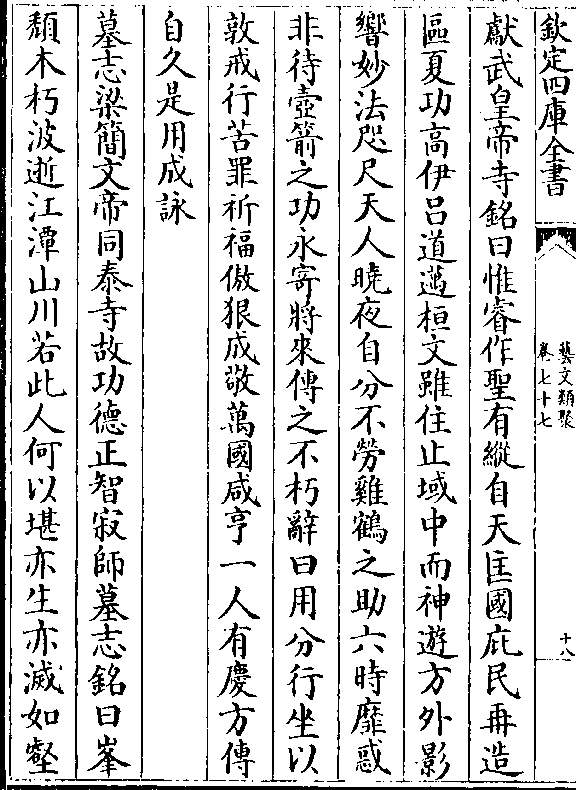 欽定四庫全書
藝文類聚
卷七十七
十八
獻武皇帝寺銘曰惟睿作聖有縱自天匡國庇民再造
區夏功高伊吕道邁桓文雖住止域中而神遊方外影
響妙法咫尺天人曉夜自分不勞雞鶴之助六時靡惑
非待壺箭之功永寄將來傳之不朽辭曰用分行坐以
敦戒行苦罪祈福傲狠成敬萬國咸亨一人有慶方傳
自久是用成詠
墓志梁簡文帝同泰寺故功德正智寂師墓志銘曰峯
頽木朽波逝江潭山川若此人何以堪亦生亦滅如壑